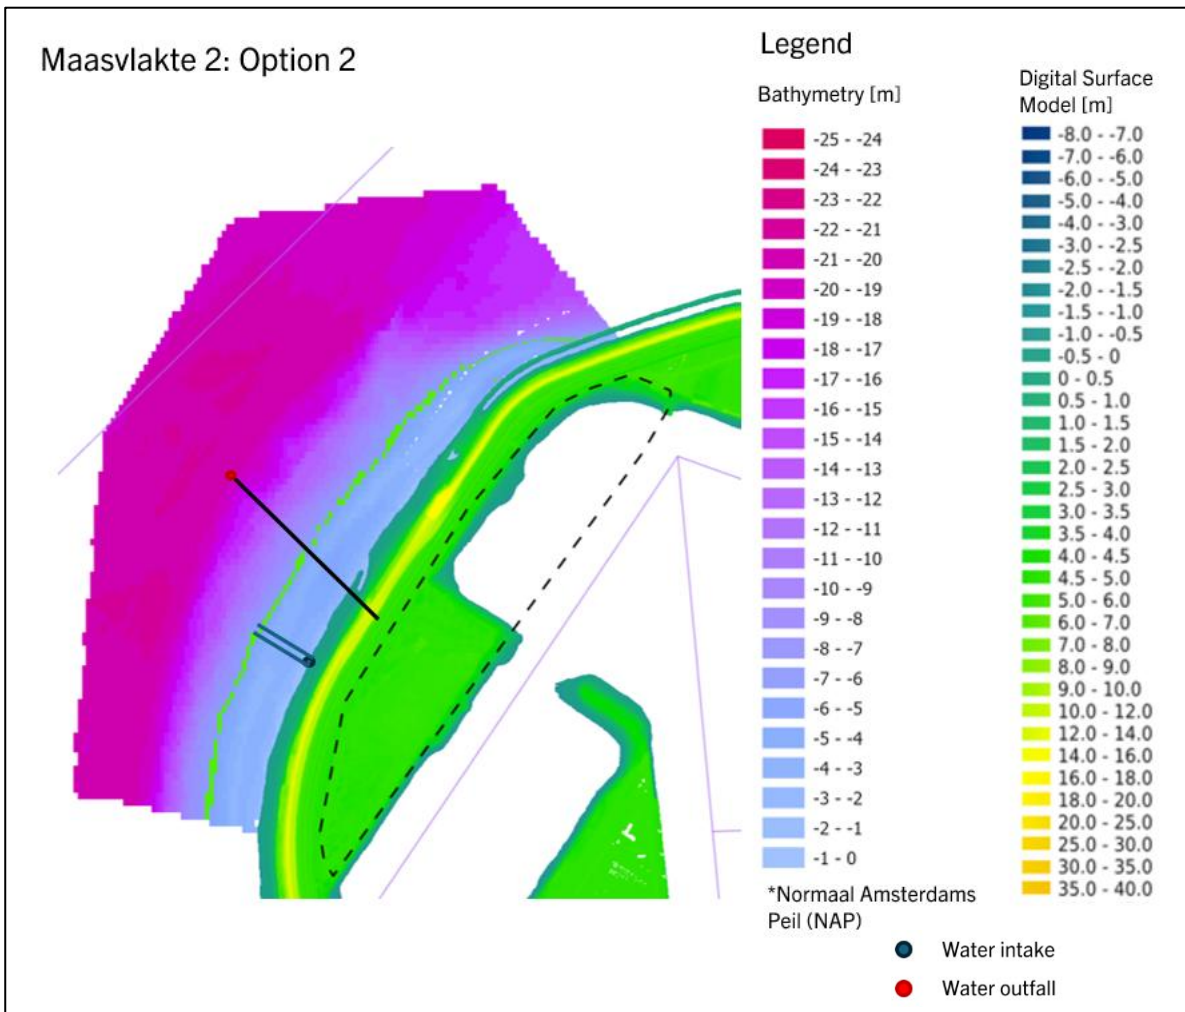 Maasvlakte 2: Option 2
Legend
Bathymetry [m]
-25 - -24
-24 - -23
-23 - -22
-22 - -21
-21 - -20
-20 - -19
-19 - -18
-18 - -17
-17 - -16
-16 - -15
-15 - -14
-14 - -13
-13 - -12
-12 - -11
-11 - -10
-10 - -9
-9 - -8
-8 - -7
-7 - -6
-6 - -5
-5 - -4
-4 - -3
-3 - -2
-2 - -1
-1 - 0
*Normaal Amsterdams
Peil (NAP)
Digital Surface
Model [m]
-8.0 - -7.0
-7.0 - -6.0
-6.0 - -5.0
-5.0 - -4.0
-4.0 - -3.0
-3.0 - -2.5
-2.5 - -2.0
-2.0 - -1.5
-1.5 - -1.0
-1.0 - -0.5
-0.5 - 0
0 - 0.5
0.5 - 1.0
1.0 - 1.5
1.5 - 2.0
2.0 - 2.5
2.5 - 3.0
3.0 - 3.5
3.5 - 4.0
4.0 - 4.5
4.5 - 5.0
5.0 - 6.0
6.0 - 7.0
7.0 - 8.0
8.0 - 9.0
9.0 - 10.0
10.0 - 12.0
12.0 - 14.0
14.0 - 16.0
16.0 - 18.0
18.0 - 20.0
20.0 - 25.0
25.0 - 30.0
30.0 - 35.0
35.0 - 40.0
Water intake
Water outfall